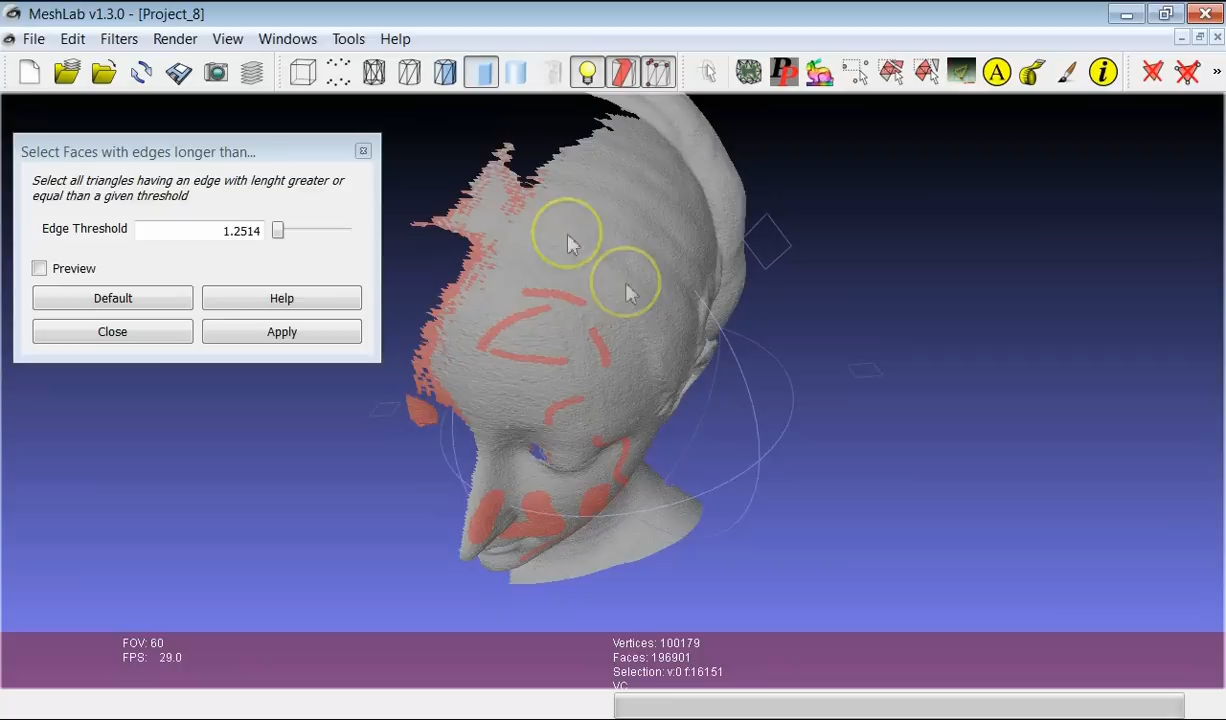 MeshLab v1.3.0 - [Project_8]
File Edit Filters Render View Windows Tools Help
A
»
Select Faces with edges longer than...
Select all triangles having an edge with lenght greater or
equal than a given threshold
Edge Threshold 1.2514
Preview
Default Help
Close Apply
FOV: 60
FPS: 29.0
Vertices: 100179
Faces: 196901
Selection: v:0 f:16151
VC